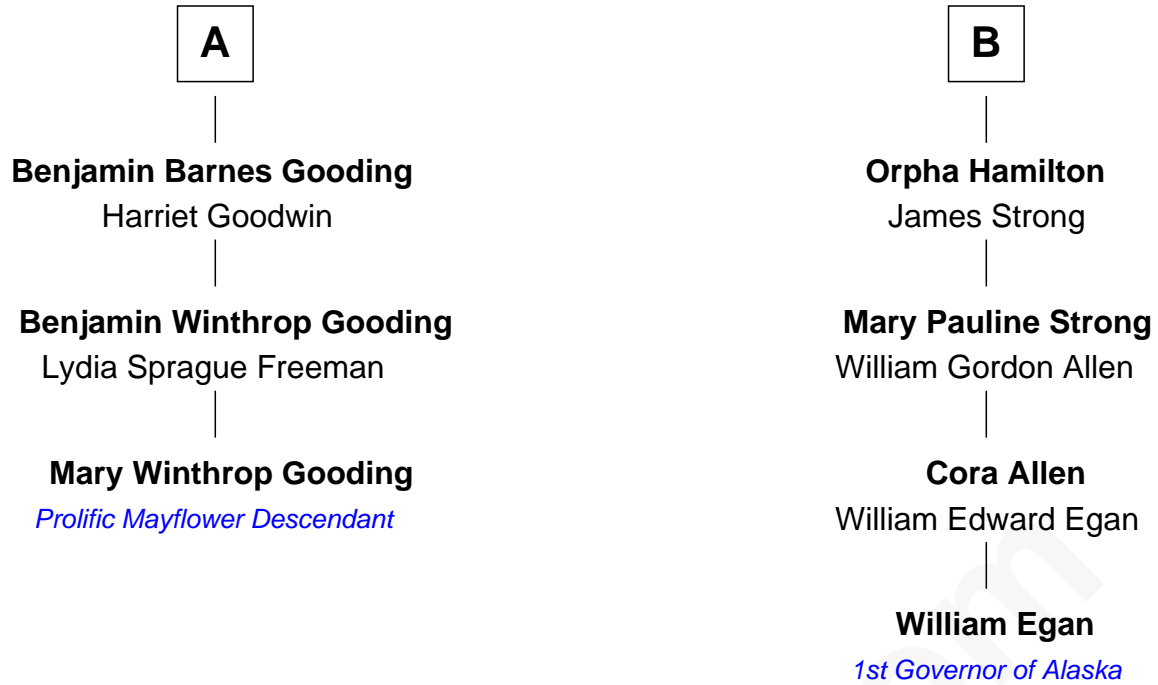 A
Benjamin Barnes Gooding
Harriet Goodwin
Benjamin Winthrop Gooding
Lydia Sprague Freeman
Mary Winthrop Gooding
Prolific Mayflower Descendant
B
Orpha Hamilton
James Strong
Mary Pauline Strong
William Gordon Allen
Cora Allen
William Edward Egan
William Egan
1st Governor of Alaska